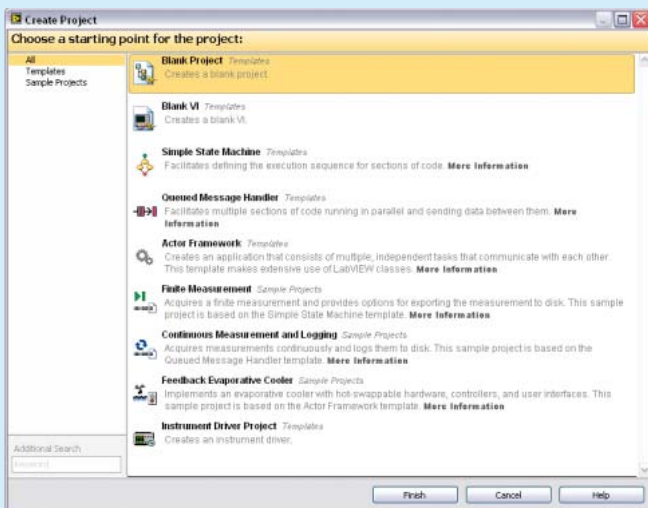 Create Project
Choose a starting point for the project:
All
Templates
Sample Projects
Blank Project Templates
Creates a blank project.
Blank VI Templates
Creates a blank VI.
Simple State Machine Templates
Facilitates defining the execution sequence for sections of code. More Information
Queued Message Handler Templates
Facilitates multiple sections of code running in parallel and sending data between them. More
Information
Actor Framework Templates
Creates an application that consists of multiple, independent tasks that communicate with each other.
This template makes extensive use of LabVIEW classes. More Information
Finite Measurement Sample Projects
Acquires a finite measurement and provides options for exporting the measurement to disk. This sample
project is based on the Simple State Machine template. More Information
Continuous Measurement and Logging Sample Projects
Acquires measurements continuously and logs them to disk. This sample project is based on the
Queued Message Handler template. More Information
Feedback Evaporative Cooler Sample Projects
Implements an evaporative cooler with hot-swappable hardware, controllers, and user interfaces. This
sample project is based on the Actor Framework template. More Information
Instrument Driver Project Templates
Creates an instrument driver.
Additional Search
Keyword
Finish
Cancel
Help